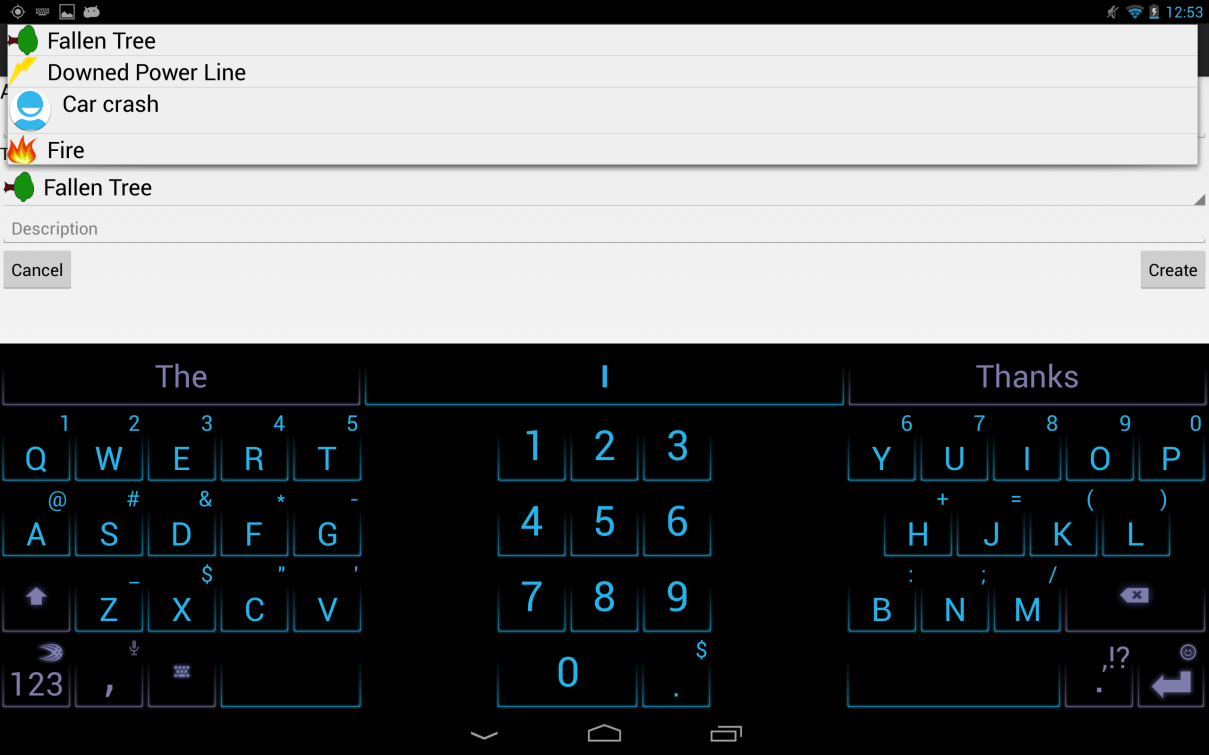 12:53
Fallen Tree
Downed Power Line
A
Car crash
T
Fire
Fallen Tree
Description
Cancel Create
The I Thanks
1 2 3 4 5 6 7 8 9 0
Q W E R T 1 2 3 Y U I O P
@ # & * - + = ( )
A S D F G 4 5 6 H J K L
_ $ " ' : ; /
Z X C V 7 8 9 B N M
$ ,!?
123 , 0 . .